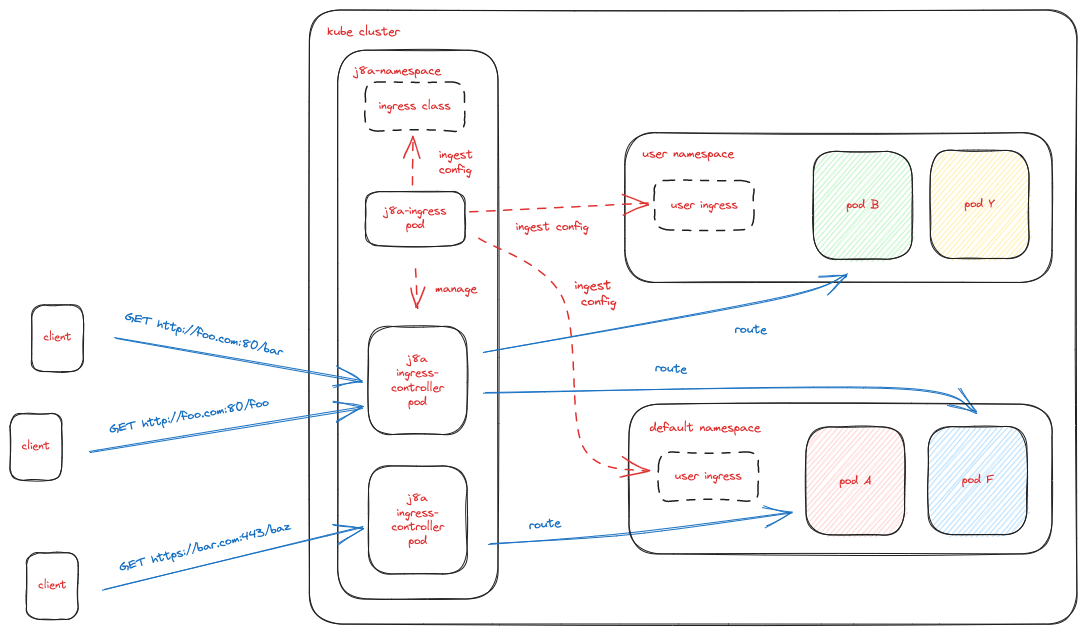 kube cluster
j8a-namespace
ingress class
ingest
config
j8a-ingress
pod
manage
j8a
ingress-
controller
pod
j8a
ingress-
controller
pod
client
GET http://foo.com:80/bar
client
GET http://foo.com:80/foo
client
GET https://bar.com:443/baz
ingest config
ingest
config
user namespace
user ingress
pod B
pod Y
route
route
default namespace
user ingress
pod A
pod F
route